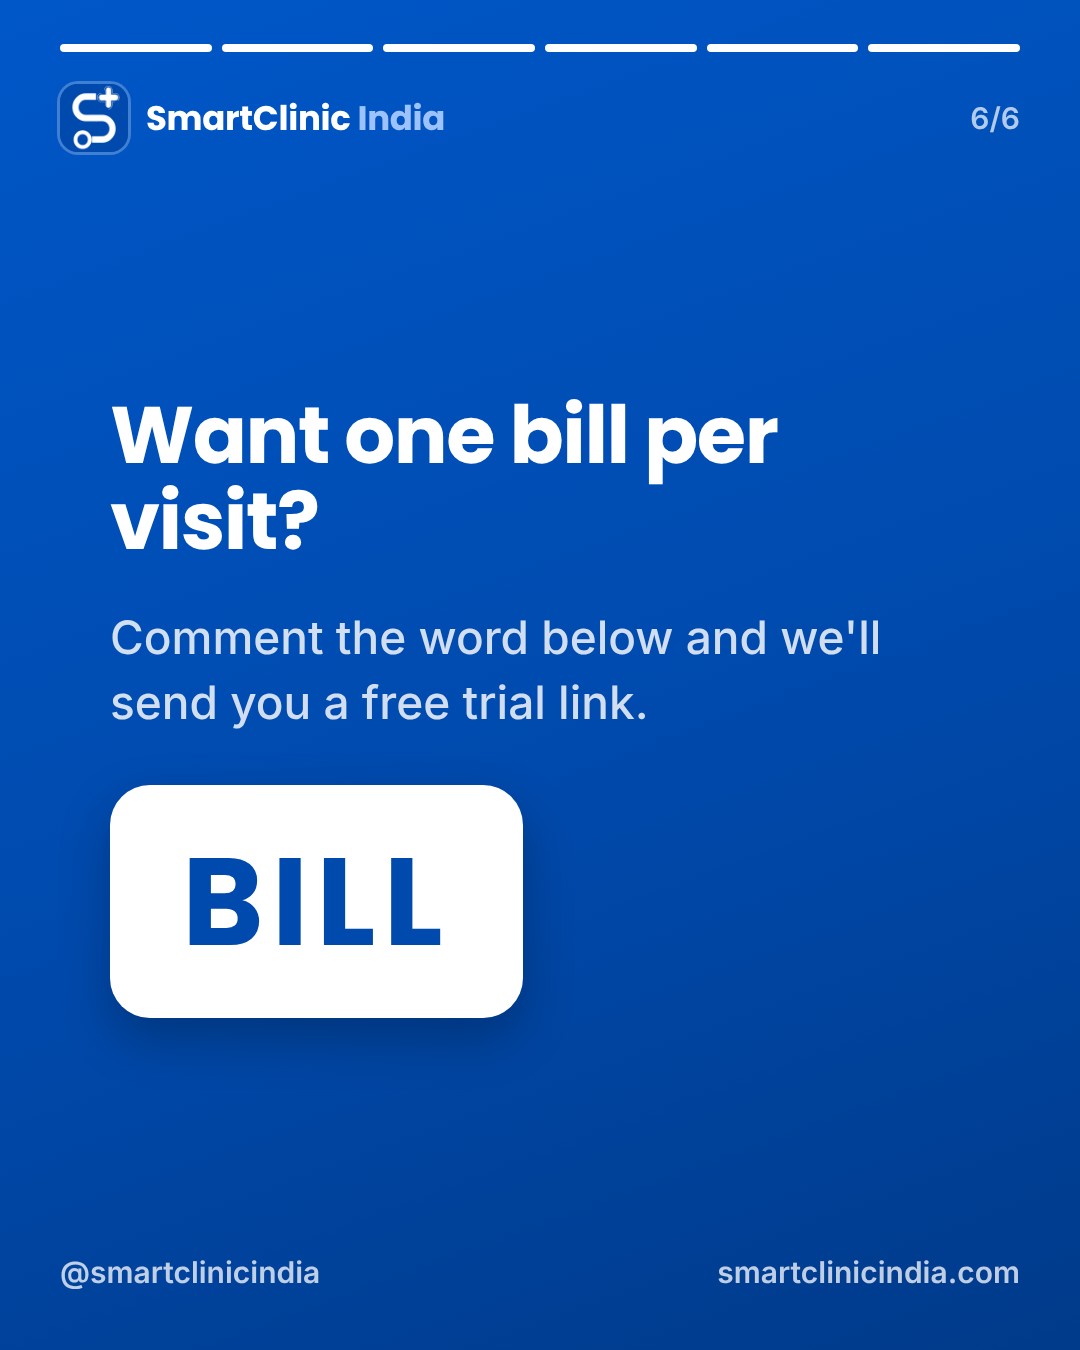 SmartClinic India
6/6
Want one bill per
visit?
Comment the word below and we'll
send you a free trial link.
BILL
@smartclinicindia
smartclinicindia.com